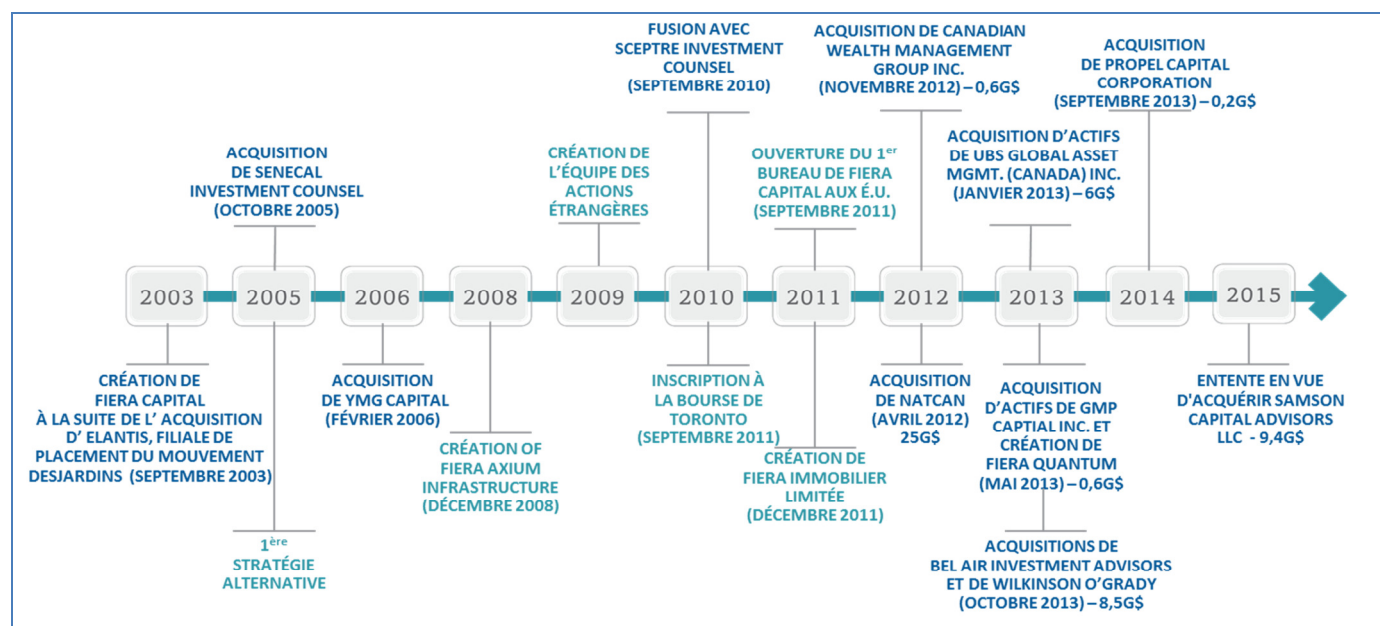 FUSION AVEC
SCEPTRE INVESTMENT
COUNSEL
(SEPTEMBRE 2010)
ACQUISITION DE CANADIAN
WEALTH MANAGEMENT
GROUP INC.
(NOVEMBRE 2012) – 0,6G$
ACQUISITION
DE PROPEL CAPITAL
CORPORATION
(SEPTEMBRE 2013) – 0,2G$
ACQUISITION
DE SENECAL
INVESTMENT COUNSEL
(OCTOBRE 2005)
CRÉATION DE
L'ÉQUIPE DES
ACTIONS
ÉTRANGÈRES
OUVERTURE DU 1er
BUREAU DE FIERA
CAPITAL AUX É.U.
(SEPTEMBRE 2011)
ACQUISITION D'ACTIFS
DE UBS GLOBAL ASSET
MGMT. (CANADA) INC.
(JANVIER 2013) – 6G$
2003
2005
2006
2008
2009
2010
2011
2012
2013
2014
2015
CRÉATION DE
FIERA CAPITAL
À LA SUITE DE L' ACQUISITION
D' ELANTIS, FILIALE DE
PLACEMENT DU MOUVEMENT
DESJARDINS (SEPTEMBRE 2003)
1ère
STRATÉGIE
ALTERNATIVE
ACQUISITION
DE YMG CAPITAL
(FÉVRIER 2006)
CRÉATION OF
FIERA AXIUM
INFRASTRUCTURE
(DÉCEMBRE 2008)
INSCRIPTION À
LA BOURSE DE
TORONTO
(SEPTEMBRE 2011)
CRÉATION DE
FIERA IMMOBILIER
LIMITÉE
(DÉCEMBRE 2011)
ACQUISITION
DE NATCAN
(AVRIL 2012)
25G$
ACQUISITION
D'ACTIFS DE GMP
CAPTIAL INC. ET
CRÉATION DE
FIERA QUANTUM
(MAI 2013) – 0,6G$
ACQUISITIONS DE
BEL AIR INVESTMENT ADVISORS
ET DE WILKINSON O'GRADY
(OCTOBRE 2013) – 8,5G$
ENTENTE EN VUE
D'ACQUÉRIR SAMSON
CAPITAL ADVISORS
LLC - 9,4G$